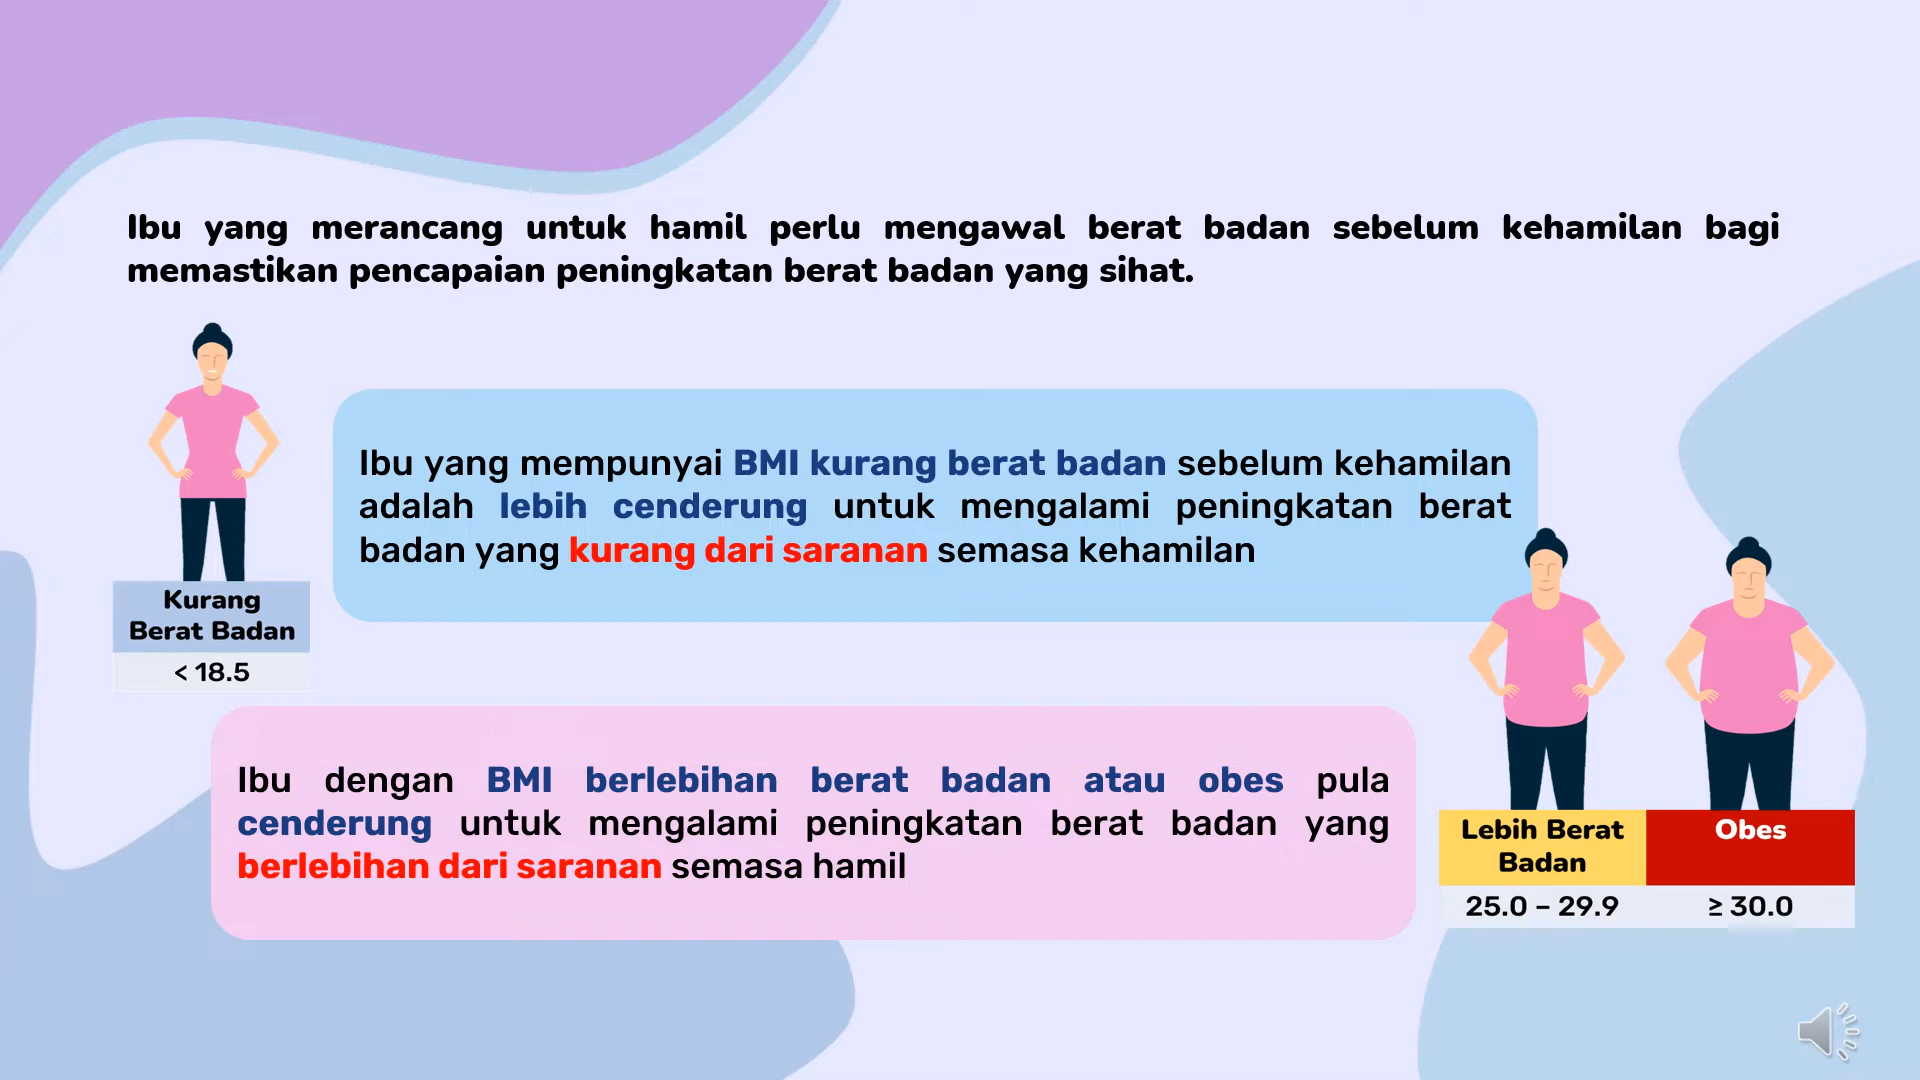 Ibu yang merancang untuk hamil perlu mengawal berat badan sebelum kehamilan bagi
memastikan pencapaian peningkatan berat badan yang sihat.
Ibu yang mempunyai BMI kurang berat badan sebelum kehamilan
adalah lebih cenderung untuk mengalami peningkatan berat
badan yang kurang dari saranan semasa kehamilan
Kurang
Berat Badan
< 18.5
Ibu dengan BMI berlebihan berat badan atau obes pula
cenderung untuk mengalami peningkatan berat badan yang
berlebihan dari saranan semasa hamil
Lebih Berat
Badan
25.0 – 29.9
Obes
≥ 30.0